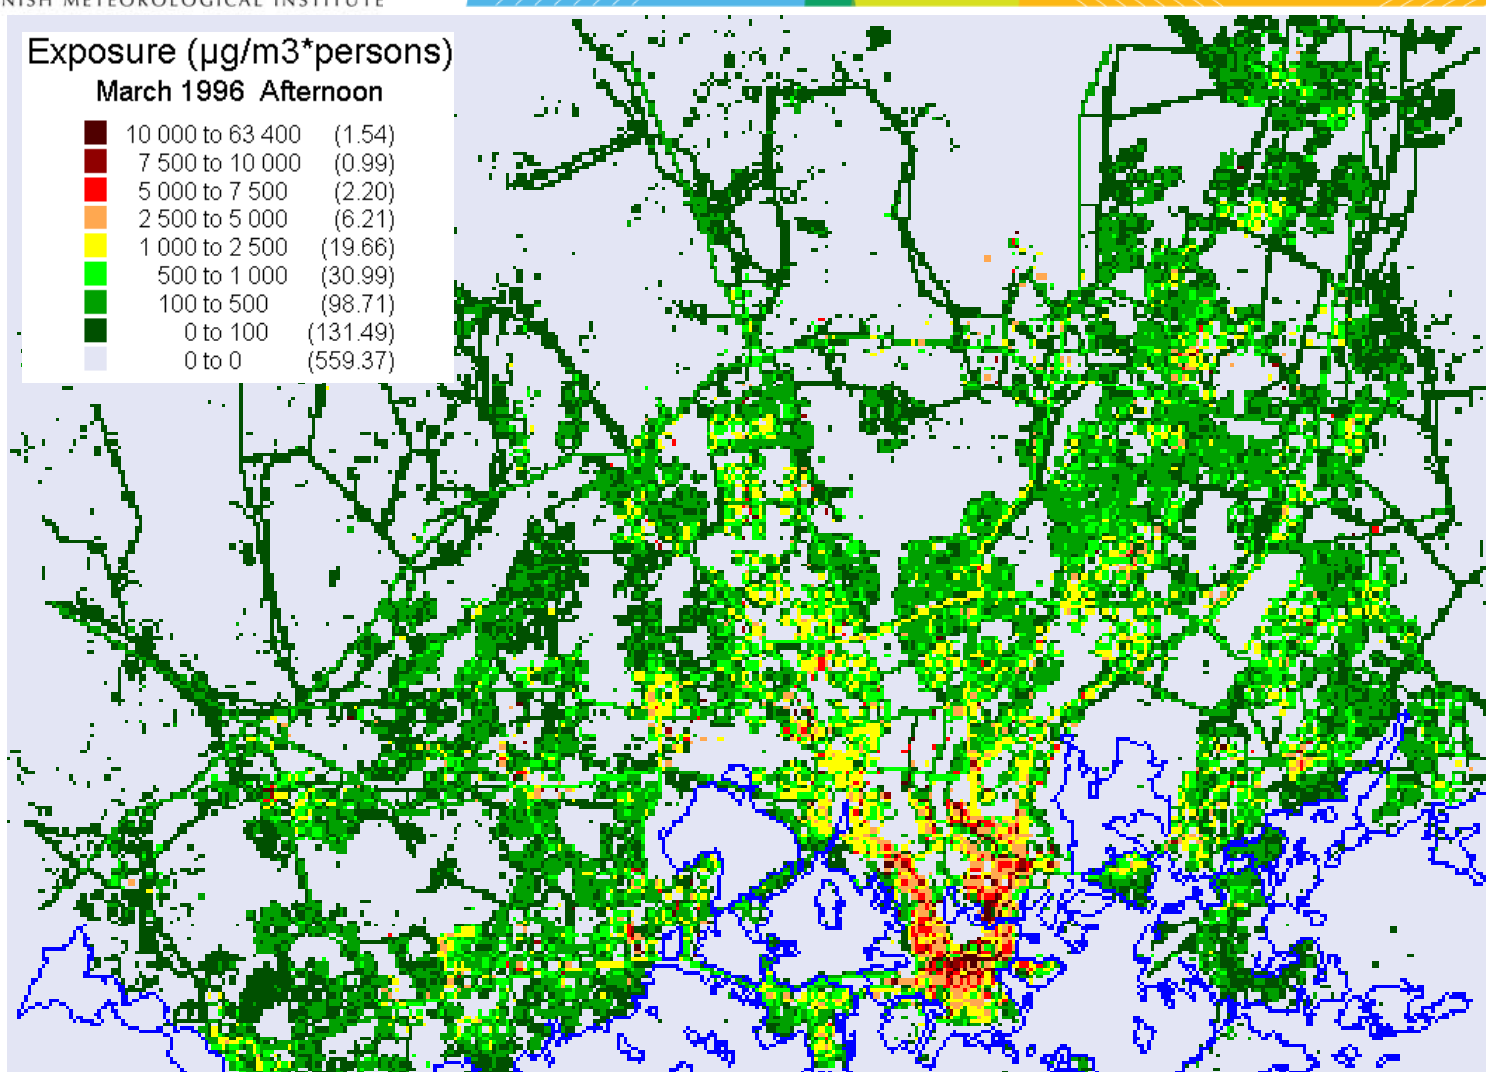 NISH METEOROLOGICAL INSTITUTE
Exposure (µg/m3*persons)
March 1996 Afternoon
10 000 to 63 400 (1.54)
7 500 to 10 000 (0.99)
5 000 to 7 500 (2.20)
2 500 to 5 000 (6.21)
1 000 to 2 500 (19.66)
500 to 1 000 (30.99)
100 to 500 (98.71)
0 to 100 (131.49)
0 to 0 (559.37)